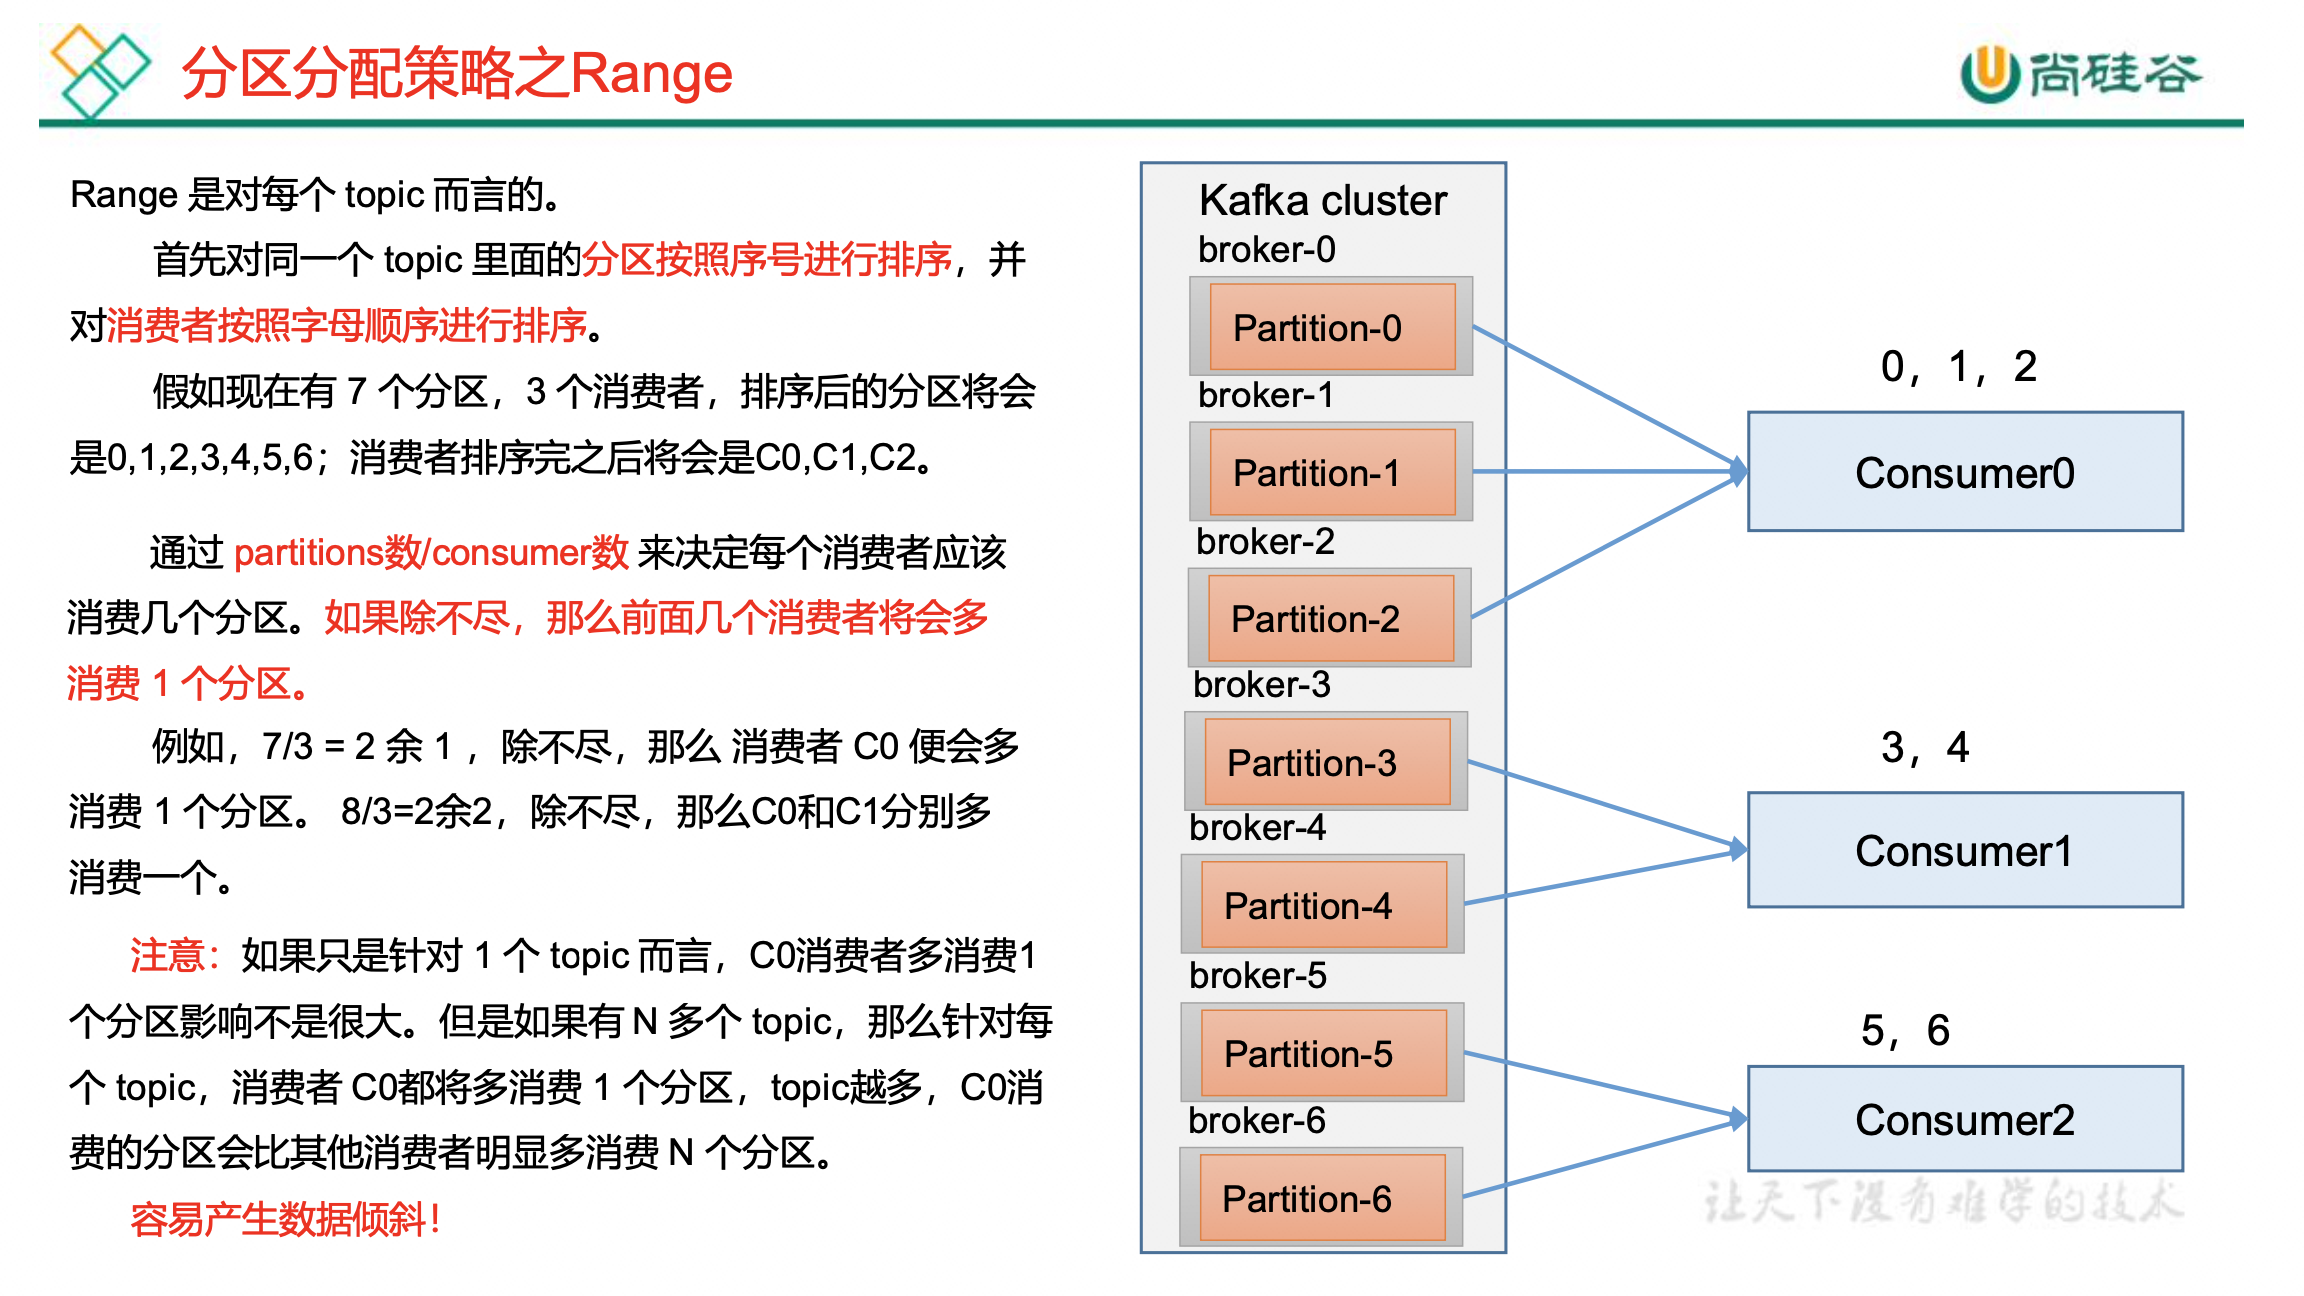 分区分配策略之Range
尚硅谷
Range 是对每个 topic 而言的。
首先对同一个 topic 里面的分区按照序号进行排序，并
对消费者按照字母顺序进行排序。
假如现在有 7 个分区，3 个消费者，排序后的分区将会
是0,1,2,3,4,5,6；消费者排序完之后将会是C0,C1,C2。
通过 partitions数/consumer数 来决定每个消费者应该
消费几个分区。如果除不尽，那么前面几个消费者将会多
消费 1 个分区。
例如，7/3 = 2 余 1 ，除不尽，那么 消费者 C0 便会多
消费 1 个分区。 8/3=2余2，除不尽，那么C0和C1分别多
消费一个。
注意：如果只是针对 1 个 topic 而言，C0消费者多消费1
个分区影响不是很大。但是如果有 N 多个 topic，那么针对每
个 topic，消费者 C0都将多消费 1 个分区，topic越多，C0消
费的分区会比其他消费者明显多消费 N 个分区。
容易产生数据倾斜！
Kafka cluster
broker-0
Partition-0
broker-1
Partition-1
broker-2
Partition-2
broker-3
Partition-3
broker-4
Partition-4
broker-5
Partition-5
broker-6
Partition-6
0，1，2
Consumer0
3，4
Consumer1
5，6
Consumer2
让天下没有难学的技术